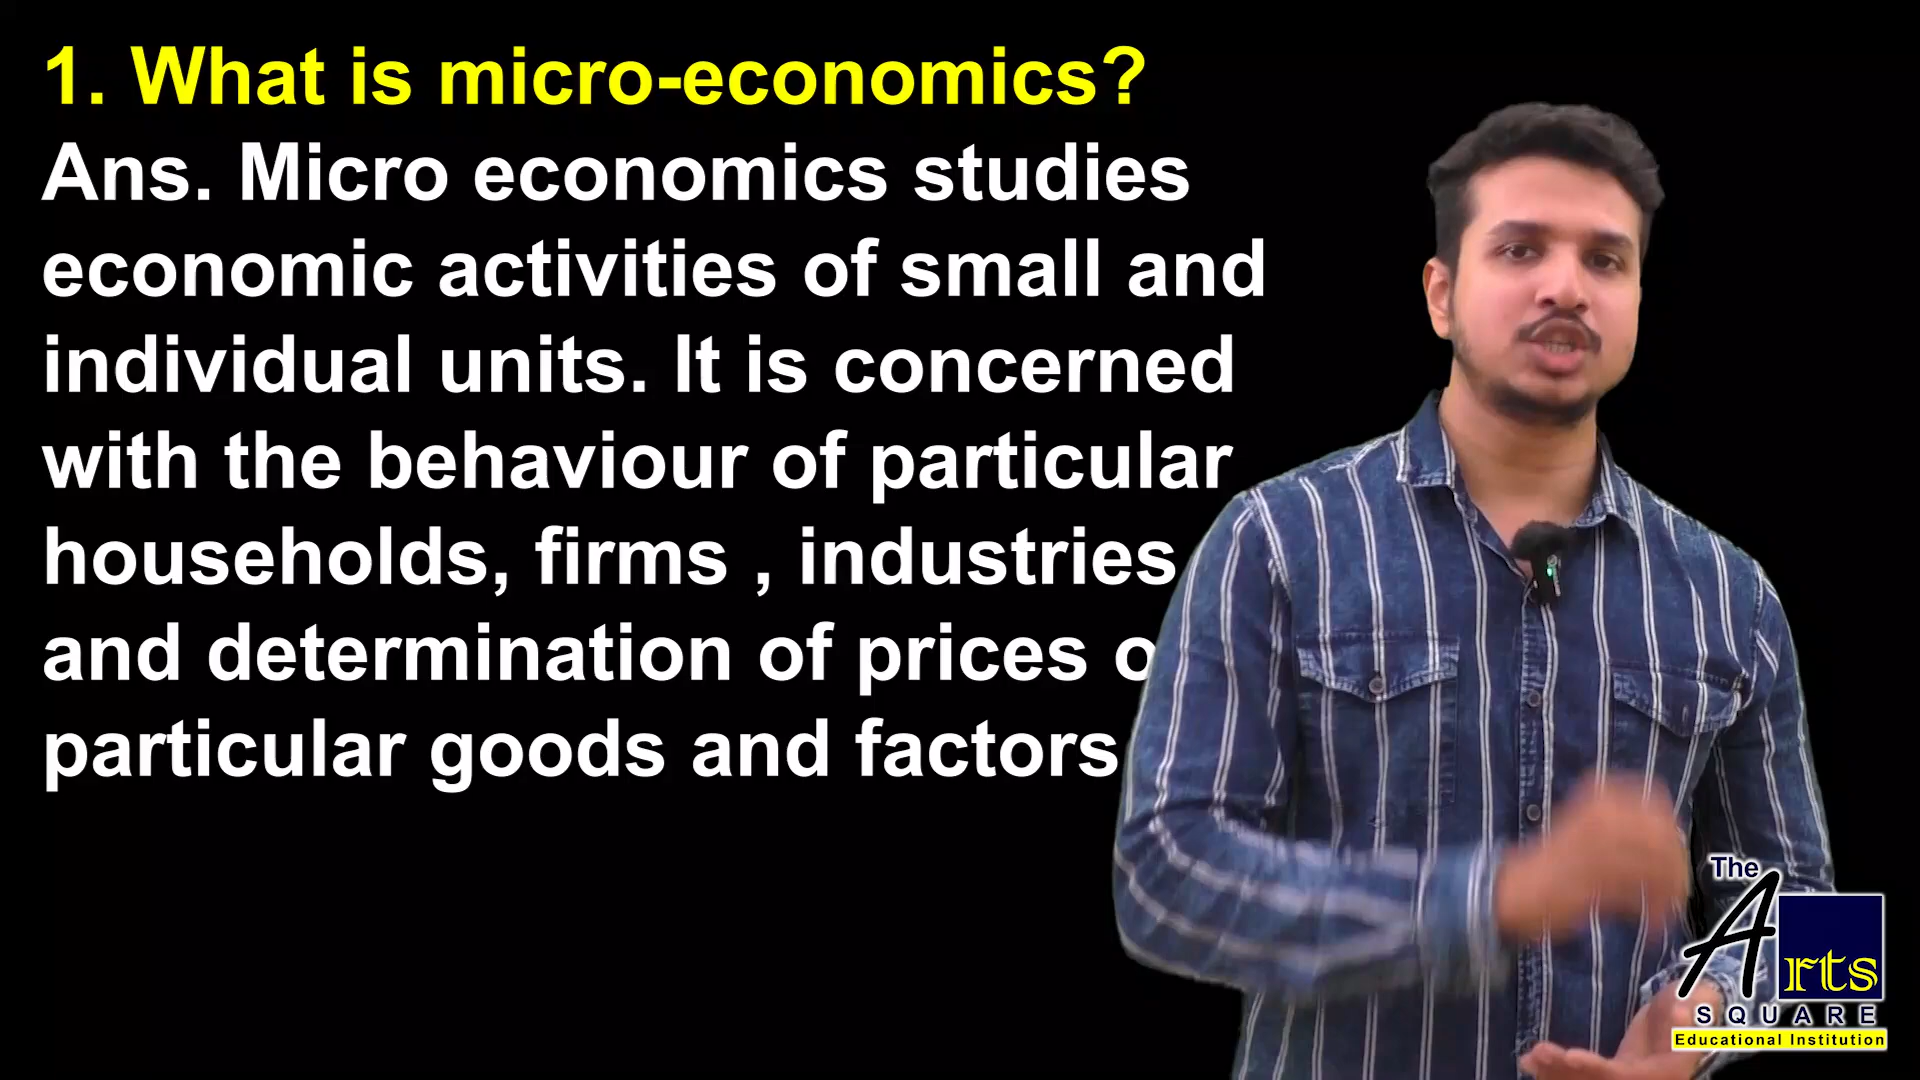 1. What is micro-economics?
Ans. Micro economics studies
economic activities of small and
individual units. It is concerned
with the behaviour of particular
households, firms , industries
and determination of prices
particular goods and factors
The
Arts
SQUARE
Educational Institution